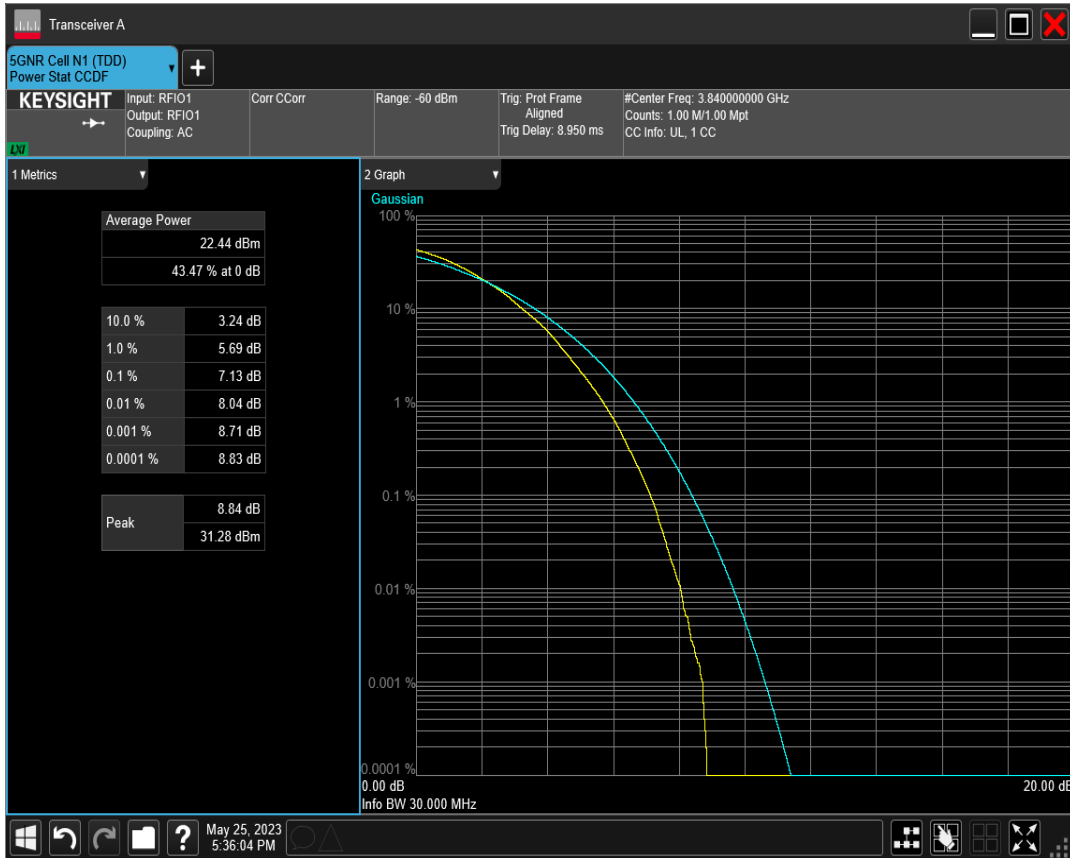 Transceiver A
5GNR Cell N1 (TDD)
Power Stat CCDF
+
KEYSIGHT
LXI
Input: RFIO1
Output: RFIO1
Coupling: AC
Corr CCorr
Range: -60 dBm
Trig: Prot Frame
Aligned
Trig Delay: 8.950 ms
#Center Freq: 3.840000000 GHz
Counts: 1.00 M/1.00 Mpt
CC Info: UL, 1 CC
1 Metrics
Average Power
22.44 dBm
43.47 % at 0 dB
10.0 % 3.24 dB
1.0 % 5.69 dB
0.1 % 7.13 dB
0.01 % 8.04 dB
0.001 % 8.71 dB
0.0001 % 8.83 dB
Peak
8.84 dB
31.28 dBm
2 Graph
Gaussian
100 %
10 %
1 %
0.1 %
0.01 %
0.001 %
0.0001 %
0.00 dB 20.00 dB
Info BW 30.000 MHz
?
May 25, 2023
5:36:04 PM